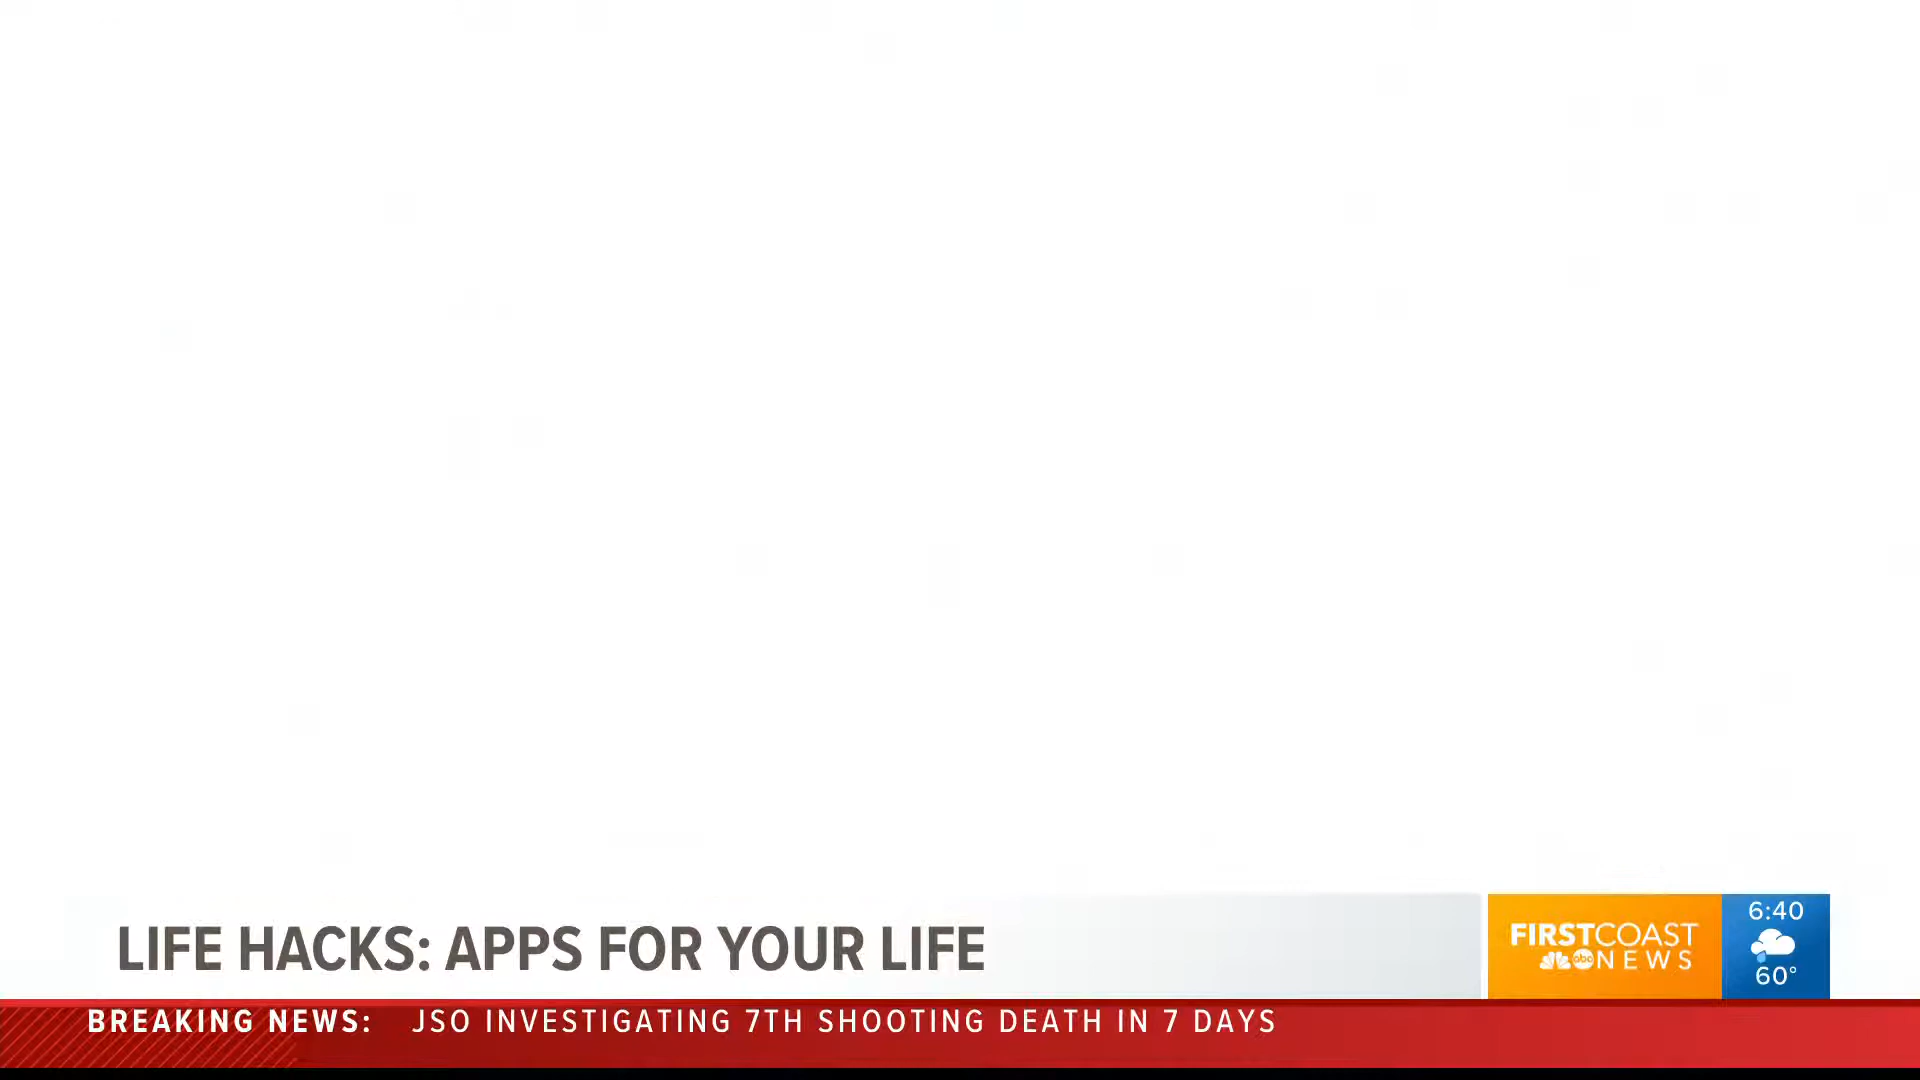 LIFE HACKS: APPS FOR YOUR LIFE
FIRSTCOAST
abc NEWS
6:40
60°
BREAKING NEWS: JSO INVESTIGATING 7TH SHOOTING DEATH IN 7 DAYS